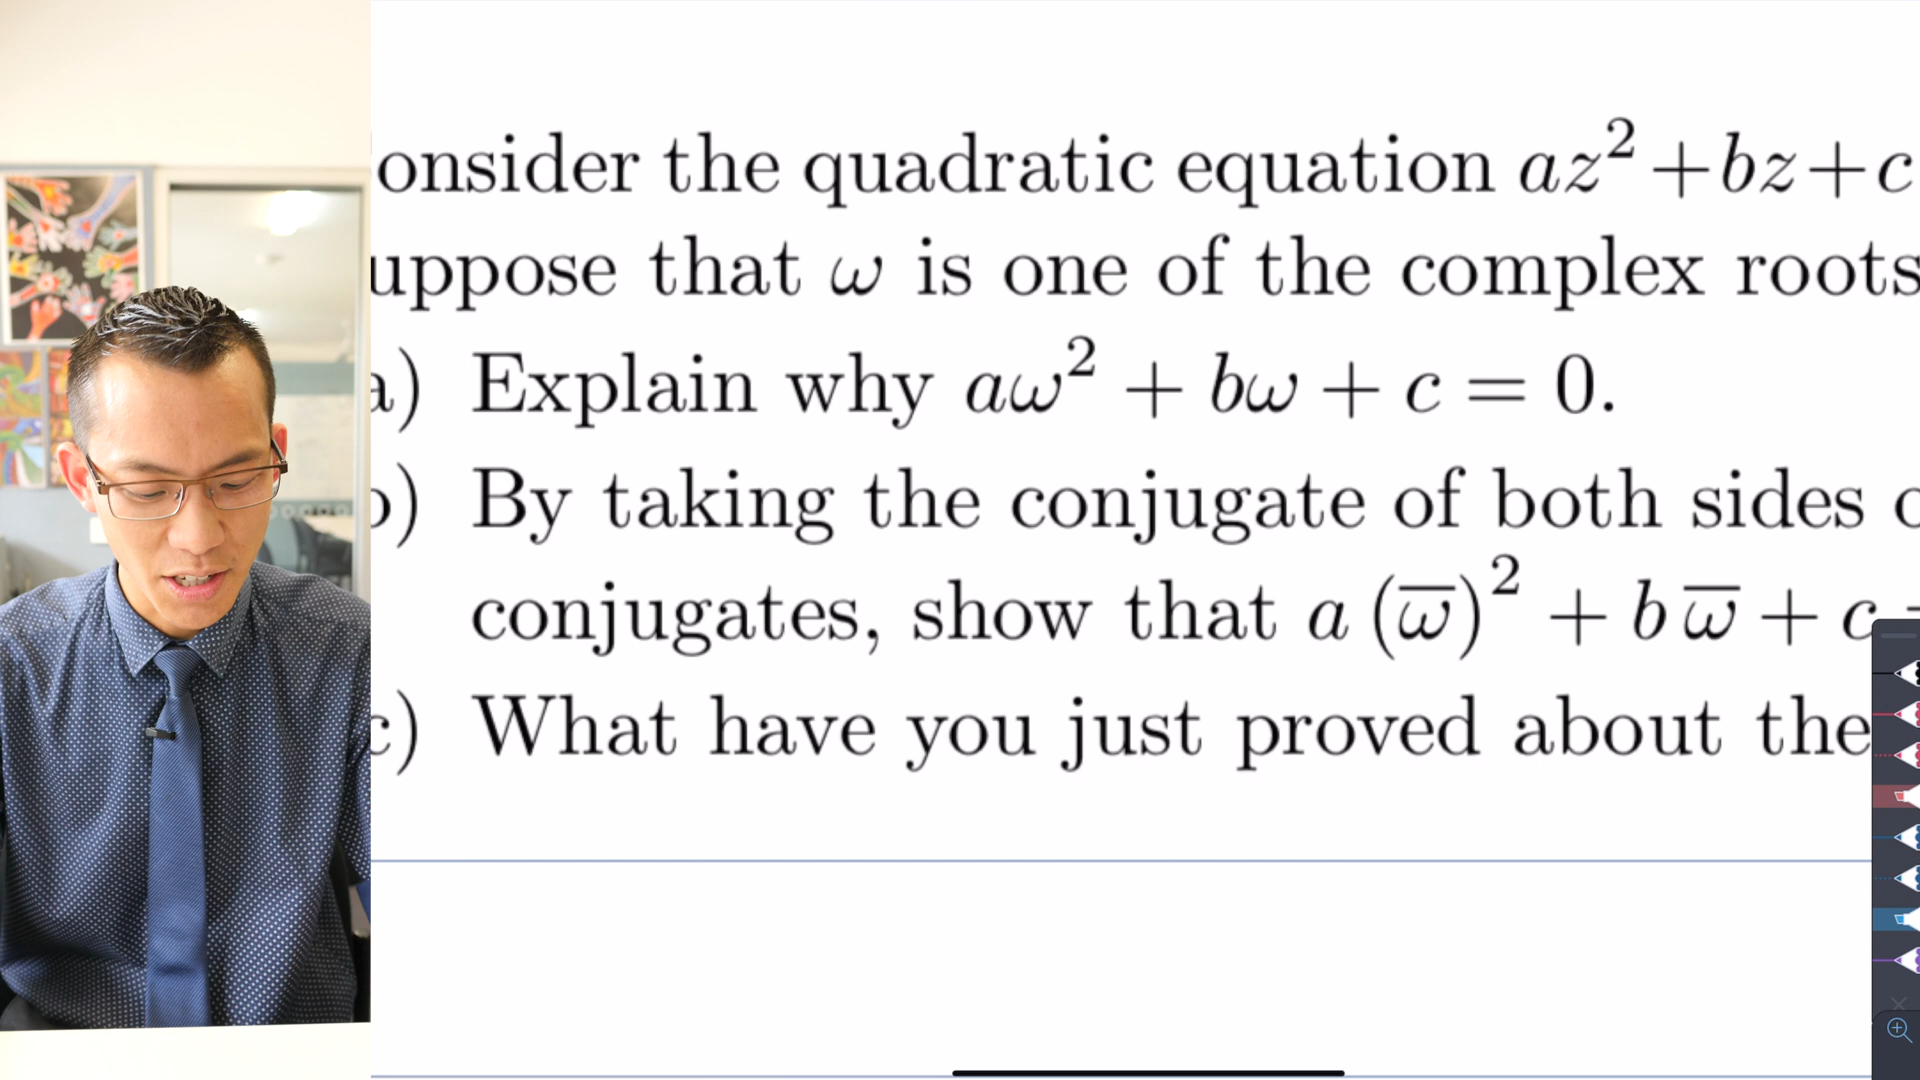 onsider the quadratic equation az² + bz + c
uppose that ω is one of the complex roots
a) Explain why aω² + bω + c = 0.
b) By taking the conjugate of both sides
conjugates, show that a (ω̅)² + b ω̅ + c
c) What have you just proved about the